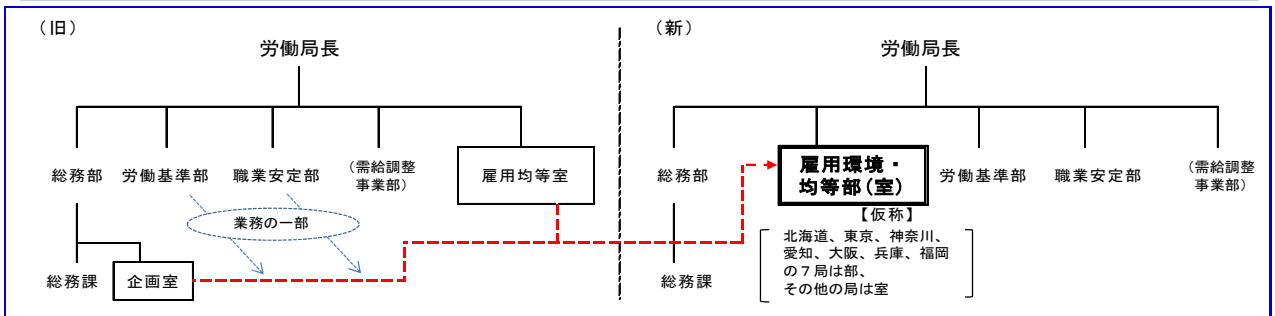 （旧）
労働局長
総務部
労働基準部
職業安定部
（需給調整
事業部）
雇用均等室
業務の一部
総務課
企画室
（新）
労働局長
総務部
雇用環境・
均等部（室）
【仮称】
北海道、東京、神奈川、
愛知、大阪、兵庫、福岡
の７局は部、
その他の局は室
労働基準部
職業安定部
（需給調整
事業部）
総務課